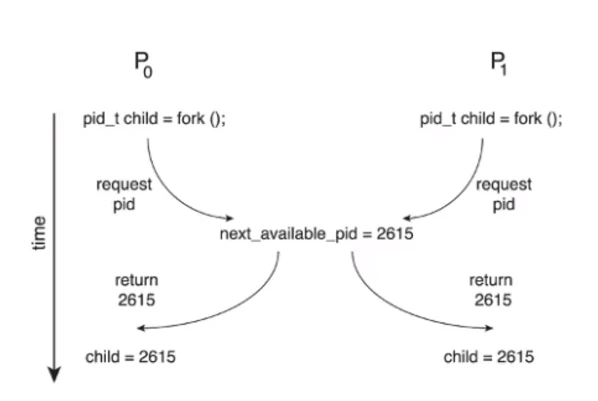 P0
P1
pid_t child = fork ();
pid_t child = fork ();
request
pid
request
pid
next_available_pid = 2615
time
return
2615
return
2615
child = 2615
child = 2615